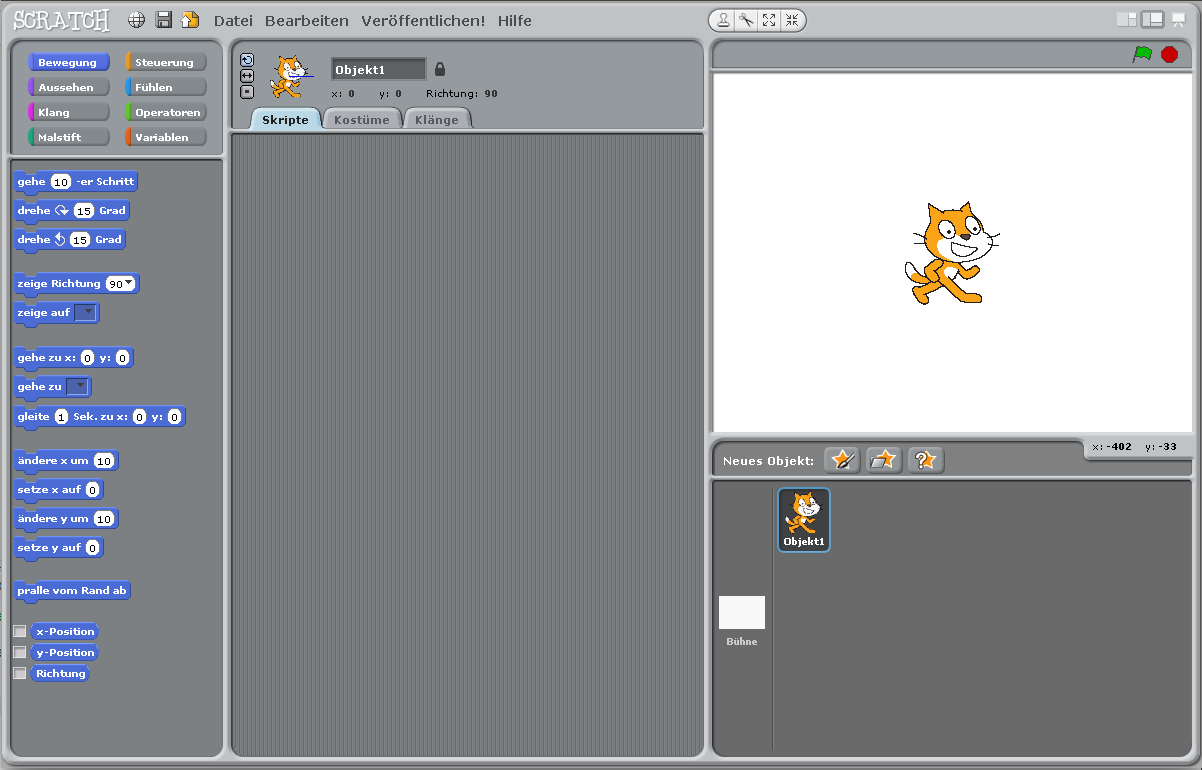 SCRATCH Datei Bearbeiten Veröffentlichen! Hilfe
Bewegung Steuerung
Aussehen Fühlen
Klang Operatoren
Malstift Variablen
gehe 10 -er Schritt
drehe 15 Grad
drehe 15 Grad
zeige Richtung 90
zeige auf
gehe zu x: 0 y: 0
gehe zu
gleite 1 Sek. zu x: 0 y: 0
ändere x um 10
setze x auf 0
ändere y um 10
setze y auf 0
pralle vom Rand ab
x-Position
y-Position
Richtung
Objekt1
x: 0 y: 0 Richtung: 90
Skripte Kostüme Klänge
x: -402 y: -33
Neues Objekt:
Objekt1
Bühne